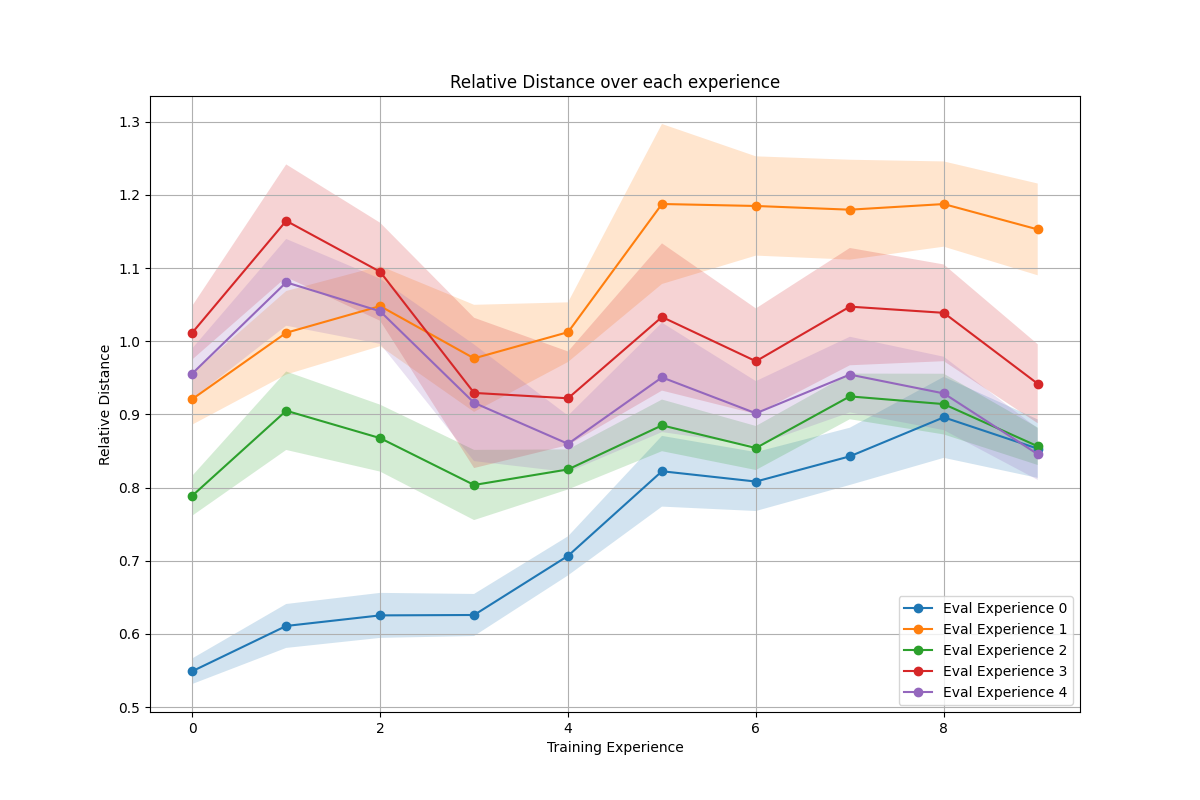 Relative Distance over each experience
1.3
1.2
1.1
1.0
0.9
0.8
0.7
0.6
0.5
Relative Distance
0 2 4 6 8
Training Experience
Eval Experience 0
Eval Experience 1
Eval Experience 2
Eval Experience 3
Eval Experience 4